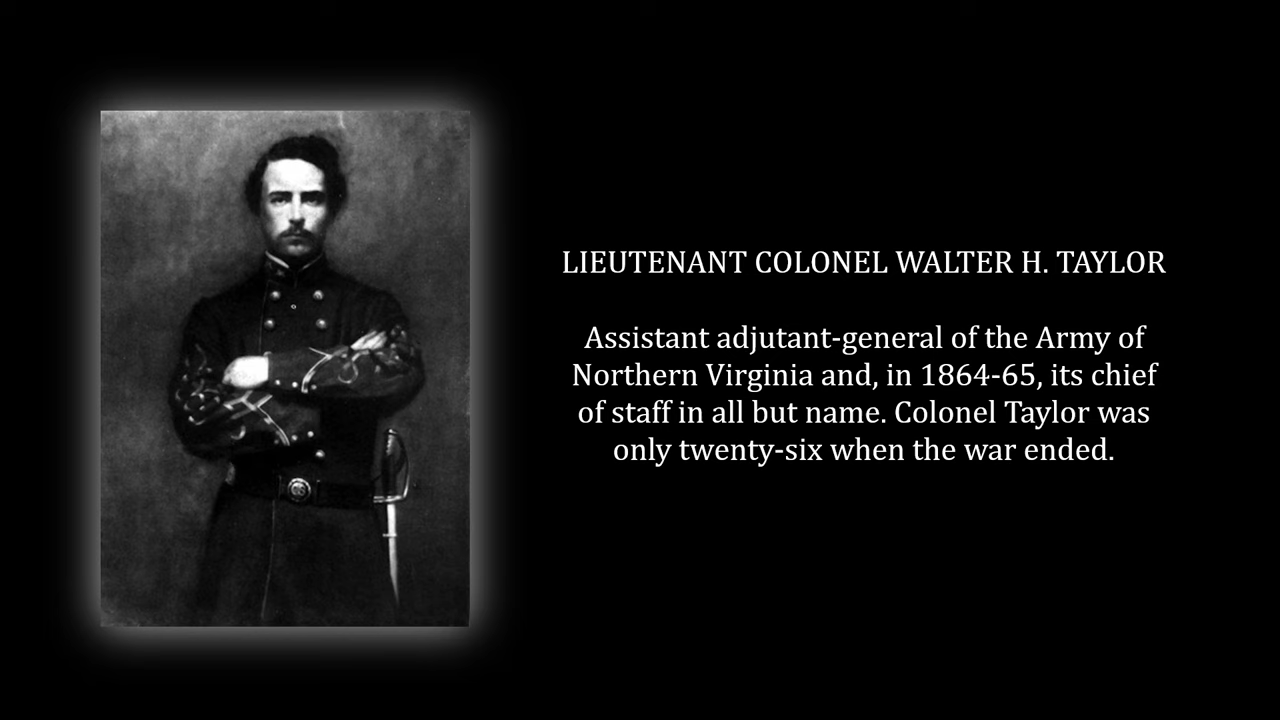 LIEUTENANT COLONEL WALTER H. TAYLOR
Assistant adjutant-general of the Army of
Northern Virginia and, in 1864-65, its chief
of staff in all but name. Colonel Taylor was
only twenty-six when the war ended.